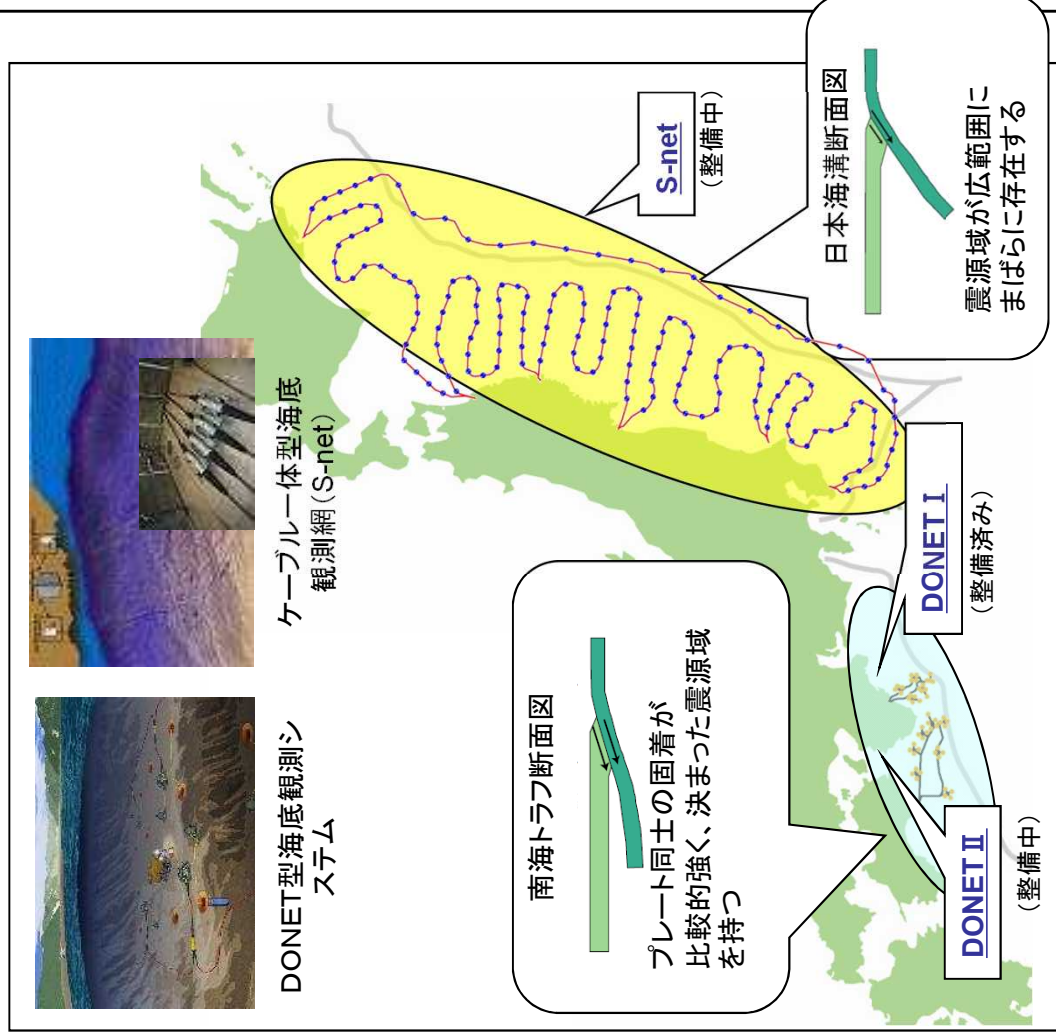 DONET型海底観測シ
ステム
ケーブル一体型海底
観測網(S-net)
南海トラフ断面図
プレート同士の固着が
比較的強く、決まった震源域
を持つ
DONETⅡ
(整備中)
DONETⅠ
(整備済み)
S-net
(整備中)
日本海溝断面図
震源域が広範囲に
まばらに存在する